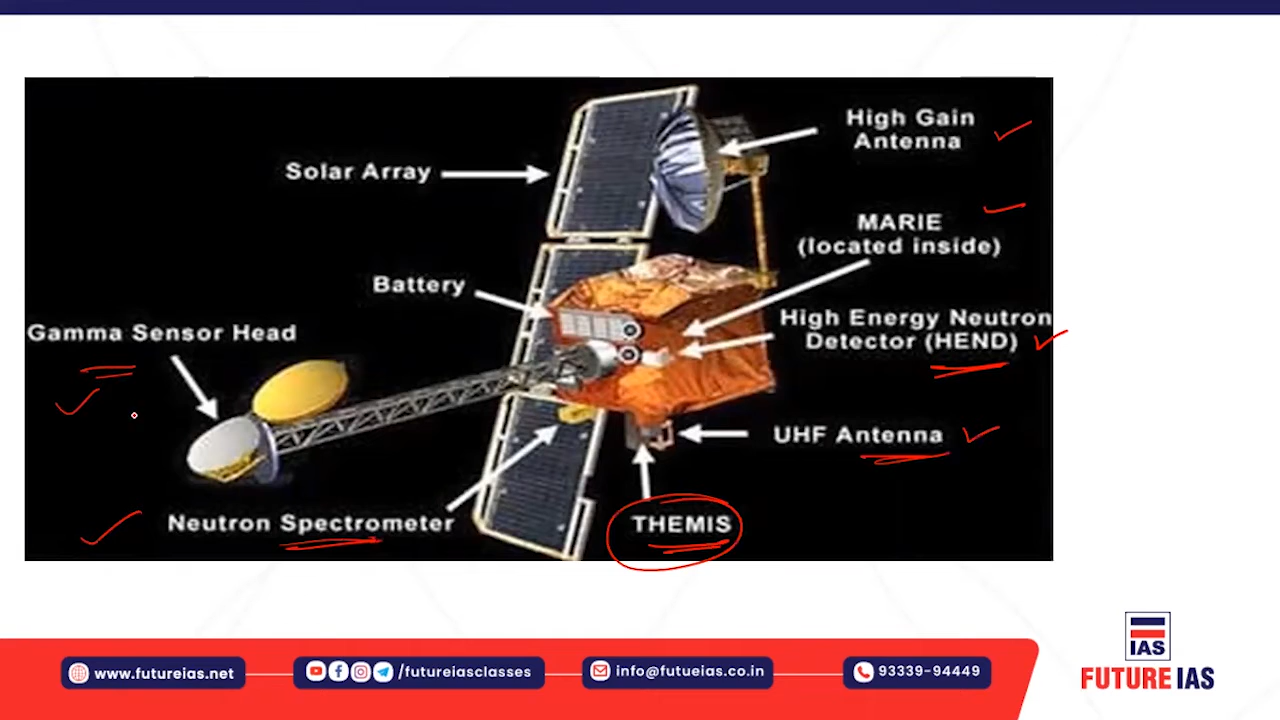 High Gain
Antenna
Solar Array
MARIE
(located inside)
Battery
High Energy Neutron
Detector (HEND)
Gamma Sensor Head
UHF Antenna
Neutron Spectrometer
THEMIS
www.futureias.net
/futureiasclasses
info@futueias.co.in
93339-94449
IAS
FUTURE IAS